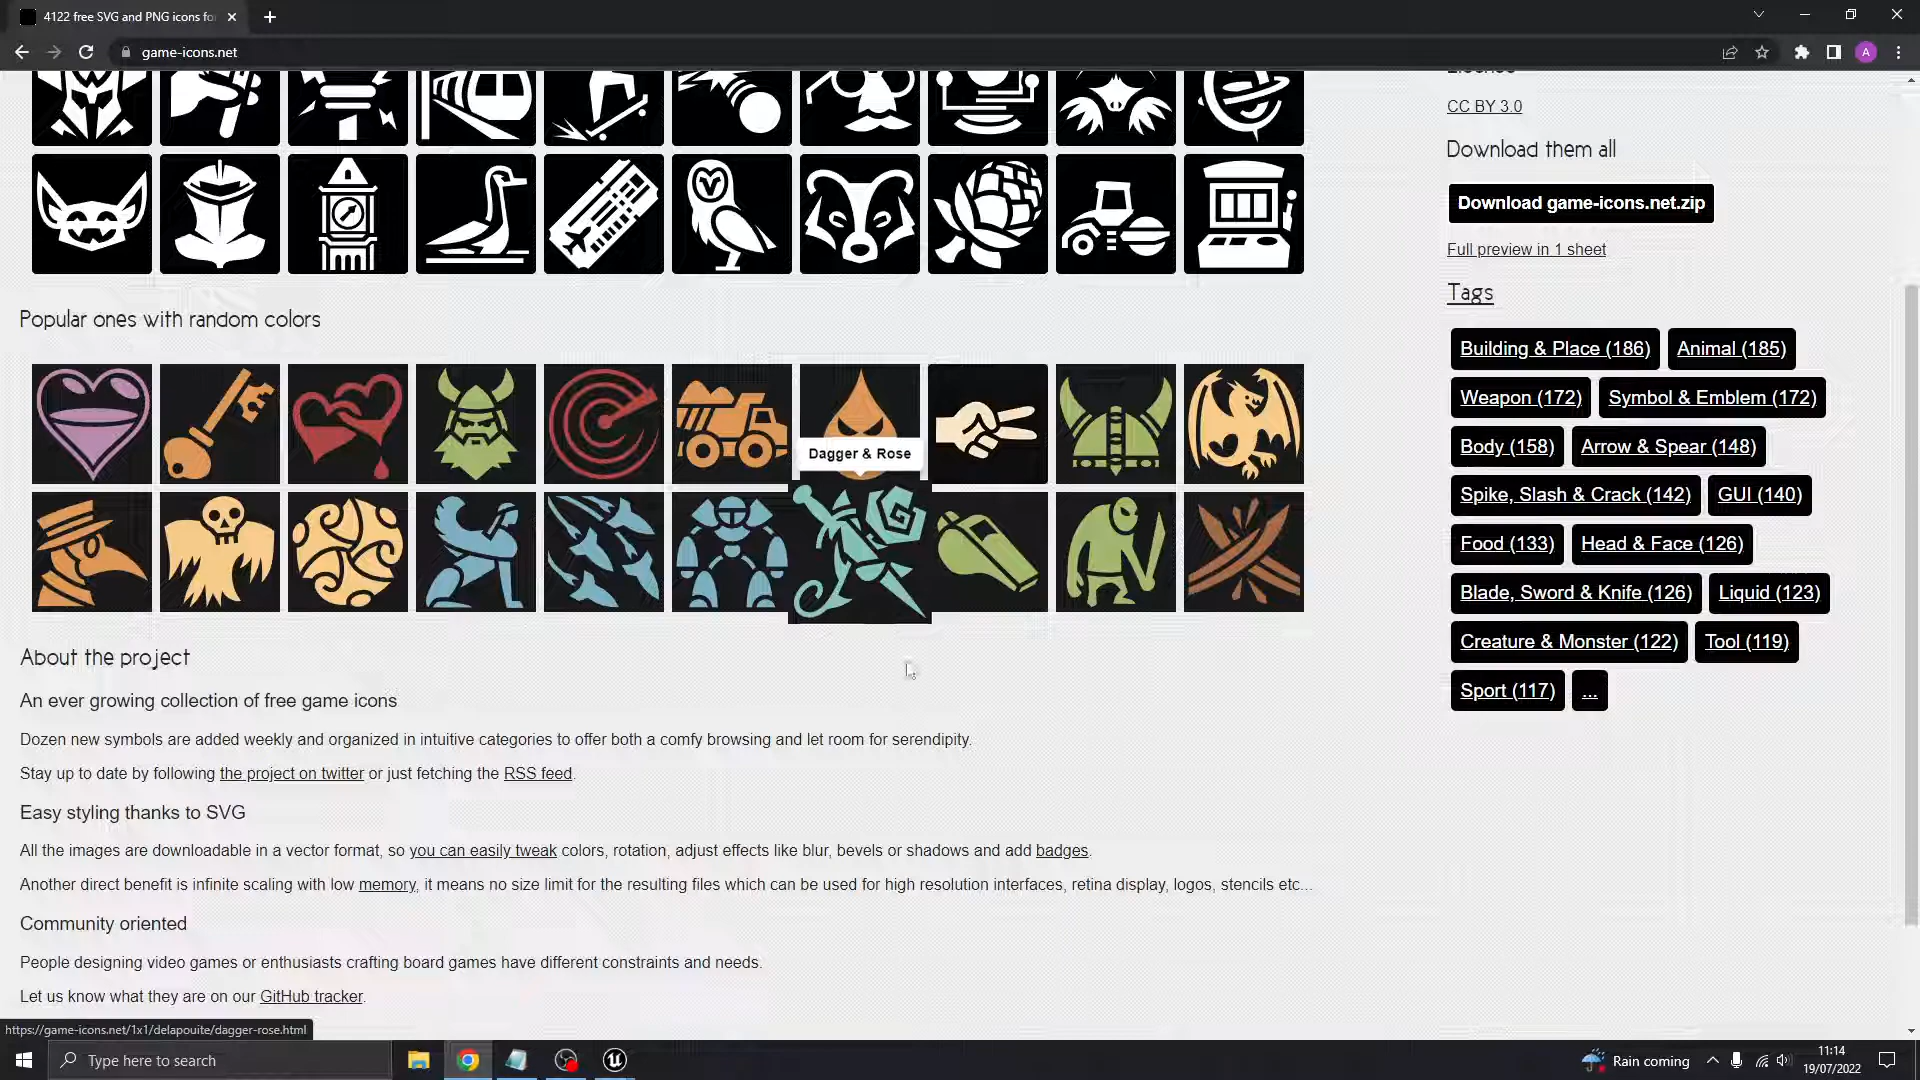 4122 free SVG and PNG icons fo
game-icons.net
CC BY 3.0
Download them all
Download game-icons.net.zip
Full preview in 1 sheet
Tags
Building & Place (186) Animal (185)
Weapon (172) Symbol & Emblem (172)
Body (158) Arrow & Spear (148)
Spike, Slash & Crack (142) GUI (140)
Food (133) Head & Face (126)
Blade, Sword & Knife (126) Liquid (123)
Creature & Monster (122) Tool (119)
Sport (117) ...
Popular ones with random colors
Dagger & Rose
About the project
An ever growing collection of free game icons
Dozen new symbols are added weekly and organized in intuitive categories to offer both a comfy browsing and let room for serendipity.
Stay up to date by following the project on twitter or just fetching the RSS feed.
Easy styling thanks to SVG
All the images are downloadable in a vector format, so you can easily tweak colors, rotation, adjust effects like blur, bevels or shadows and add badges.
Another direct benefit is infinite scaling with low memory, it means no size limit for the resulting files which can be used for high resolution interfaces, retina display, logos, stencils etc...
Community oriented
People designing video games or enthusiasts crafting board games have different constraints and needs.
Let us know what they are on our GitHub tracker.
https://game-icons.net/1x1/delapouite/dagger-rose.html
Type here to search
Rain coming
11:14
19/07/2022
A